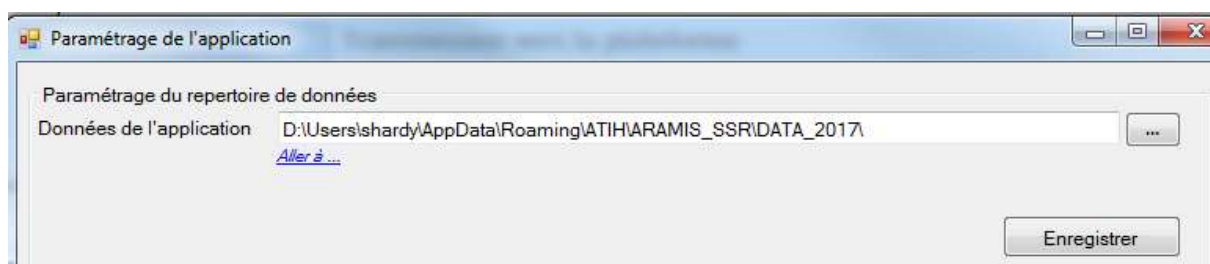 Paramétrage de l'application
Paramétrage du repertoire de données
Données de l'application D:\Users\shardy\AppData\Roaming\ATIH\ARAMIS_SSR\DATA_2017\ ...
Aller à ...
Enregistrer